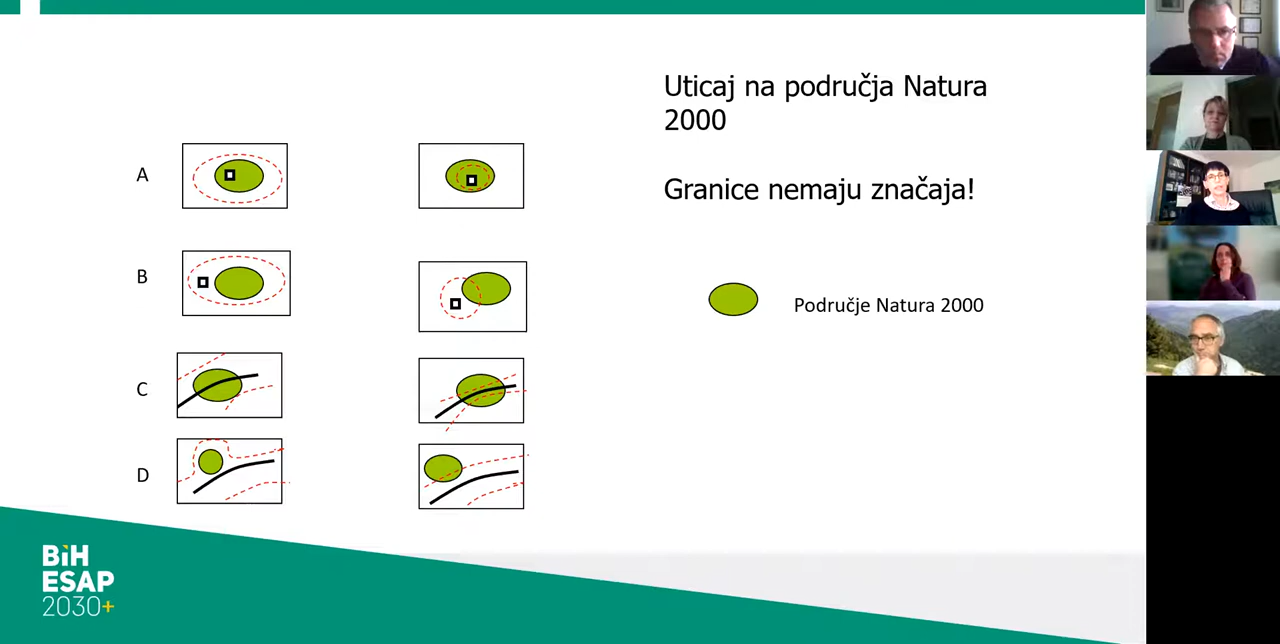 Uticaj na područja Natura
2000
Granice nemaju značaja!
A
B
C
D
Područje Natura 2000
BiH
ESAP
2030+